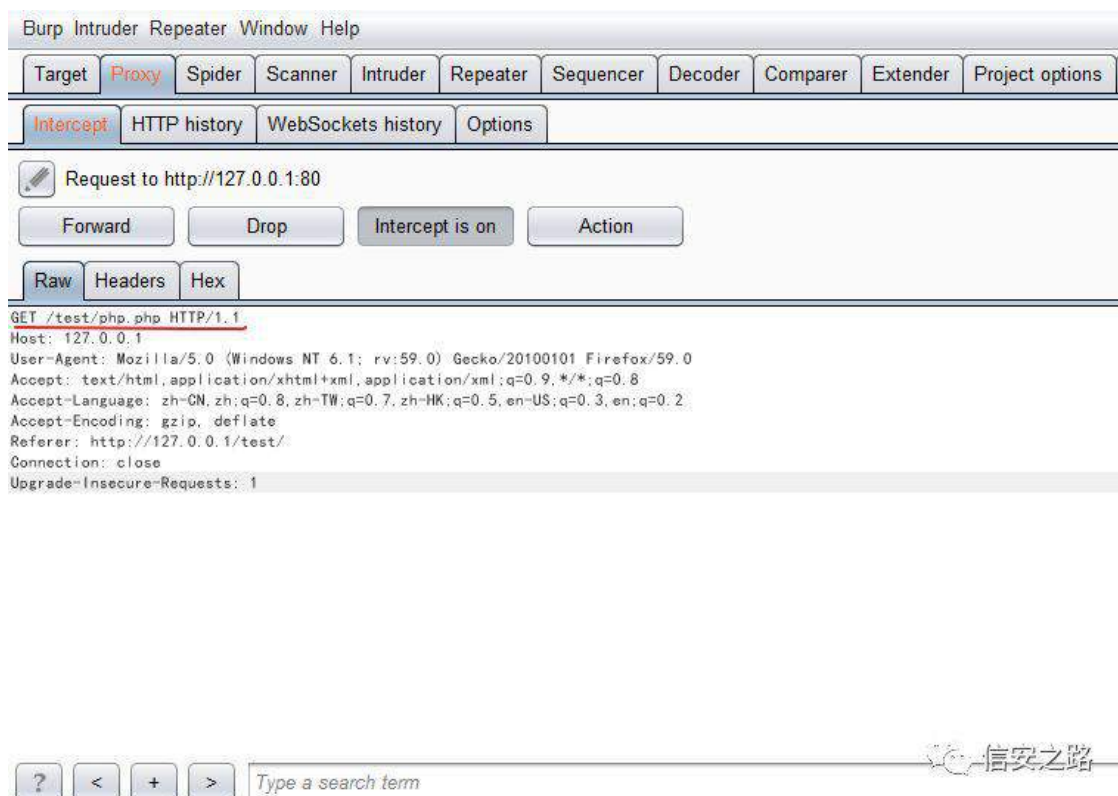 Burp Intruder Repeater Window Help
Target Proxy Spider Scanner Intruder Repeater Sequencer Decoder Comparer Extender Project options
Intercept HTTP history WebSockets history Options
Request to http://127.0.0.1:80
Forward Drop Intercept is on Action
Raw Headers Hex
GET /test/php.php HTTP/1.1
Host: 127.0.0.1
User-Agent: Mozilla/5.0 (Windows NT 6.1; rv:59.0) Gecko/20100101 Firefox/59.0
Accept: text/html,application/xhtml+xml,application/xml;q=0.9,*/*;q=0.8
Accept-Language: zh-CN,zh;q=0.8,zh-TW;q=0.7,zh-HK;q=0.5,en-US;q=0.3,en;q=0.2
Accept-Encoding: gzip, deflate
Referer: http://127.0.0.1/test/
Connection: close
Upgrade-Insecure-Requests: 1
信安之路
? < + > Type a search term